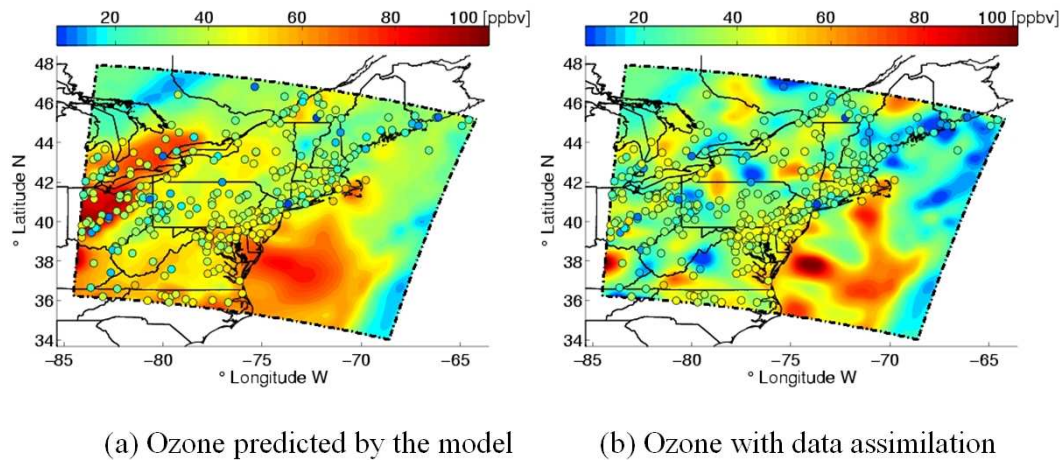 20 40 60 80 100 [ppbv] 20 40 60 80 100 [ppbv]
48 48
46 46
44 44
42 42
40 40
38 38
36 36
34 34
° Latitude N ° Latitude N
−85 −80 −75 −70 −65 −85 −80 −75 −70 −65
° Longitude W ° Longitude W
(a) Ozone predicted by the model (b) Ozone with data assimilation